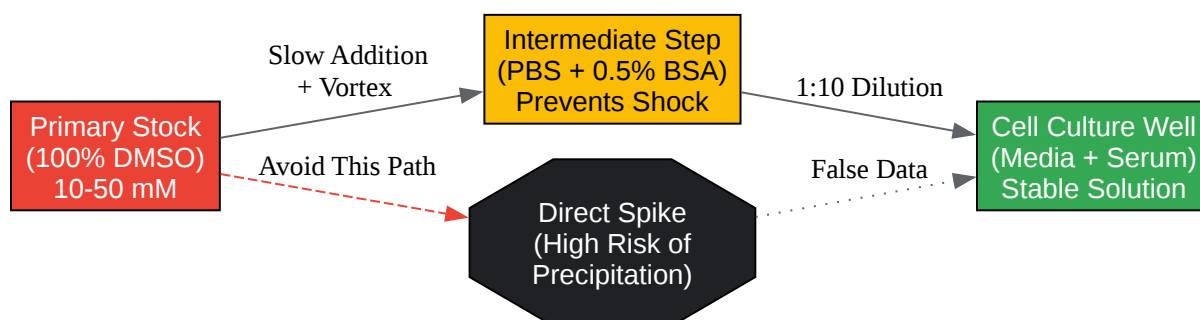 Primary Stock
(100% DMSO)
10-50 mM
Slow Addition
+ Vortex
Avoid This Path
Intermediate Step
(PBS + 0.5% BSA)
Prevents Shock
Direct Spike
(High Risk of
Precipitation)
1:10 Dilution
False Data
Cell Culture Well
(Media + Serum)
Stable Solution